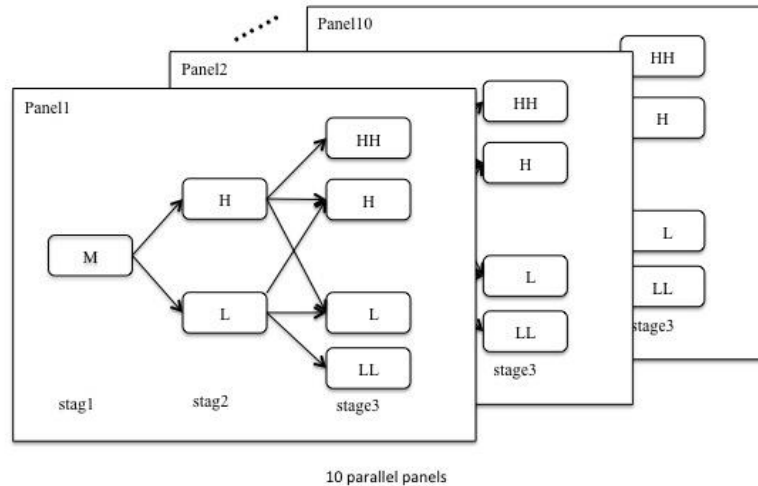 Panel10
HH
H
L
LL
stage3
Panel2
HH
H
L
LL
stage3
Panel1
HH
H
H
M
L
L
LL
stag1
stag2
stage3
10 parallel panels